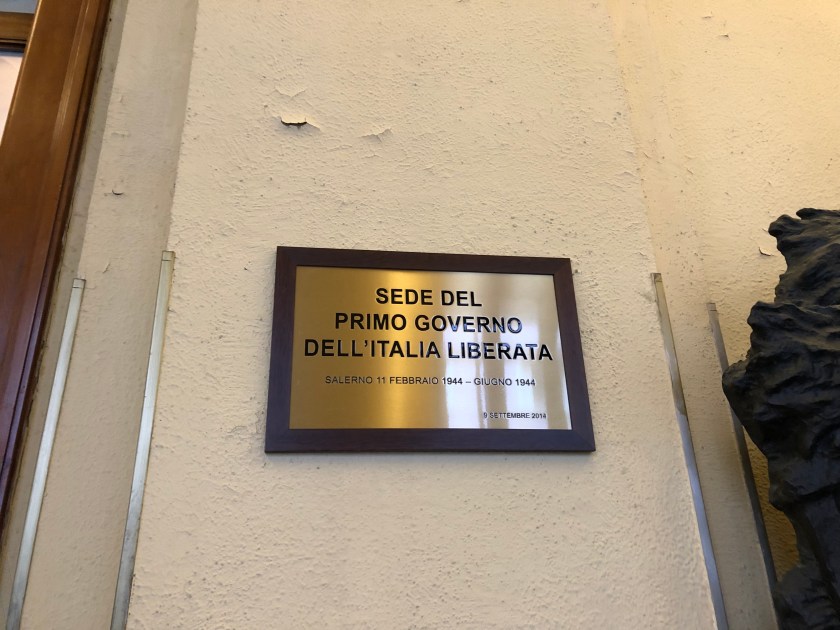 SEDE DEL
PRIMO GOVERNO
DELL'ITALIA LIBERATA
SALERNO 11 FEBBRAIO 1944 – GIUGNO 1944
9 SETTEMBRE 2014